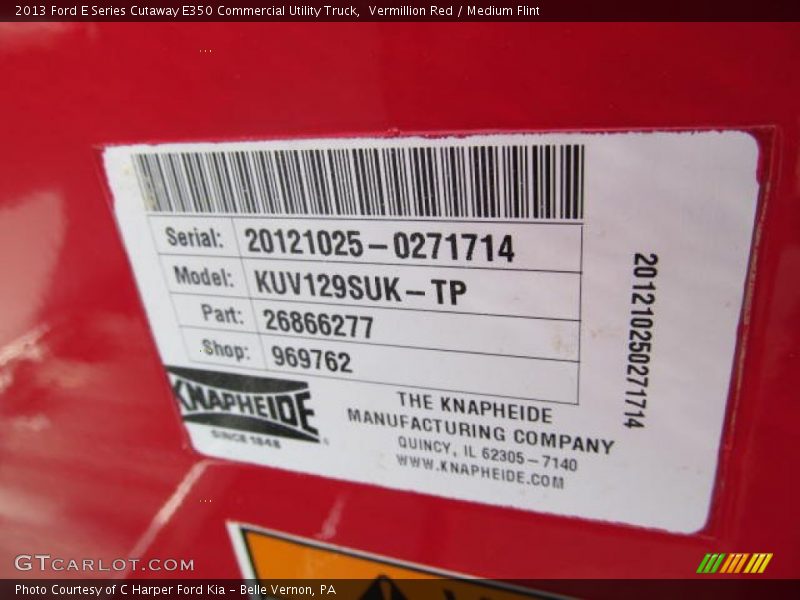 2013 Ford E Series Cutaway E350 Commercial Utility Truck,  Vermillion Red / Medium Flint
Serial: 20121025-0271714
Model: KUV129SUK-TP
Part: 26866277
Shop: 969762
201210250271714
KNAPHEIDE
SINCE 1848
THE KNAPHEIDE
MANUFACTURING COMPANY
QUINCY, IL 62305-7140
WWW.KNAPHEIDE.COM
GTCARLOT.COM
Photo Courtesy of C Harper Ford Kia - Belle Vernon, PA